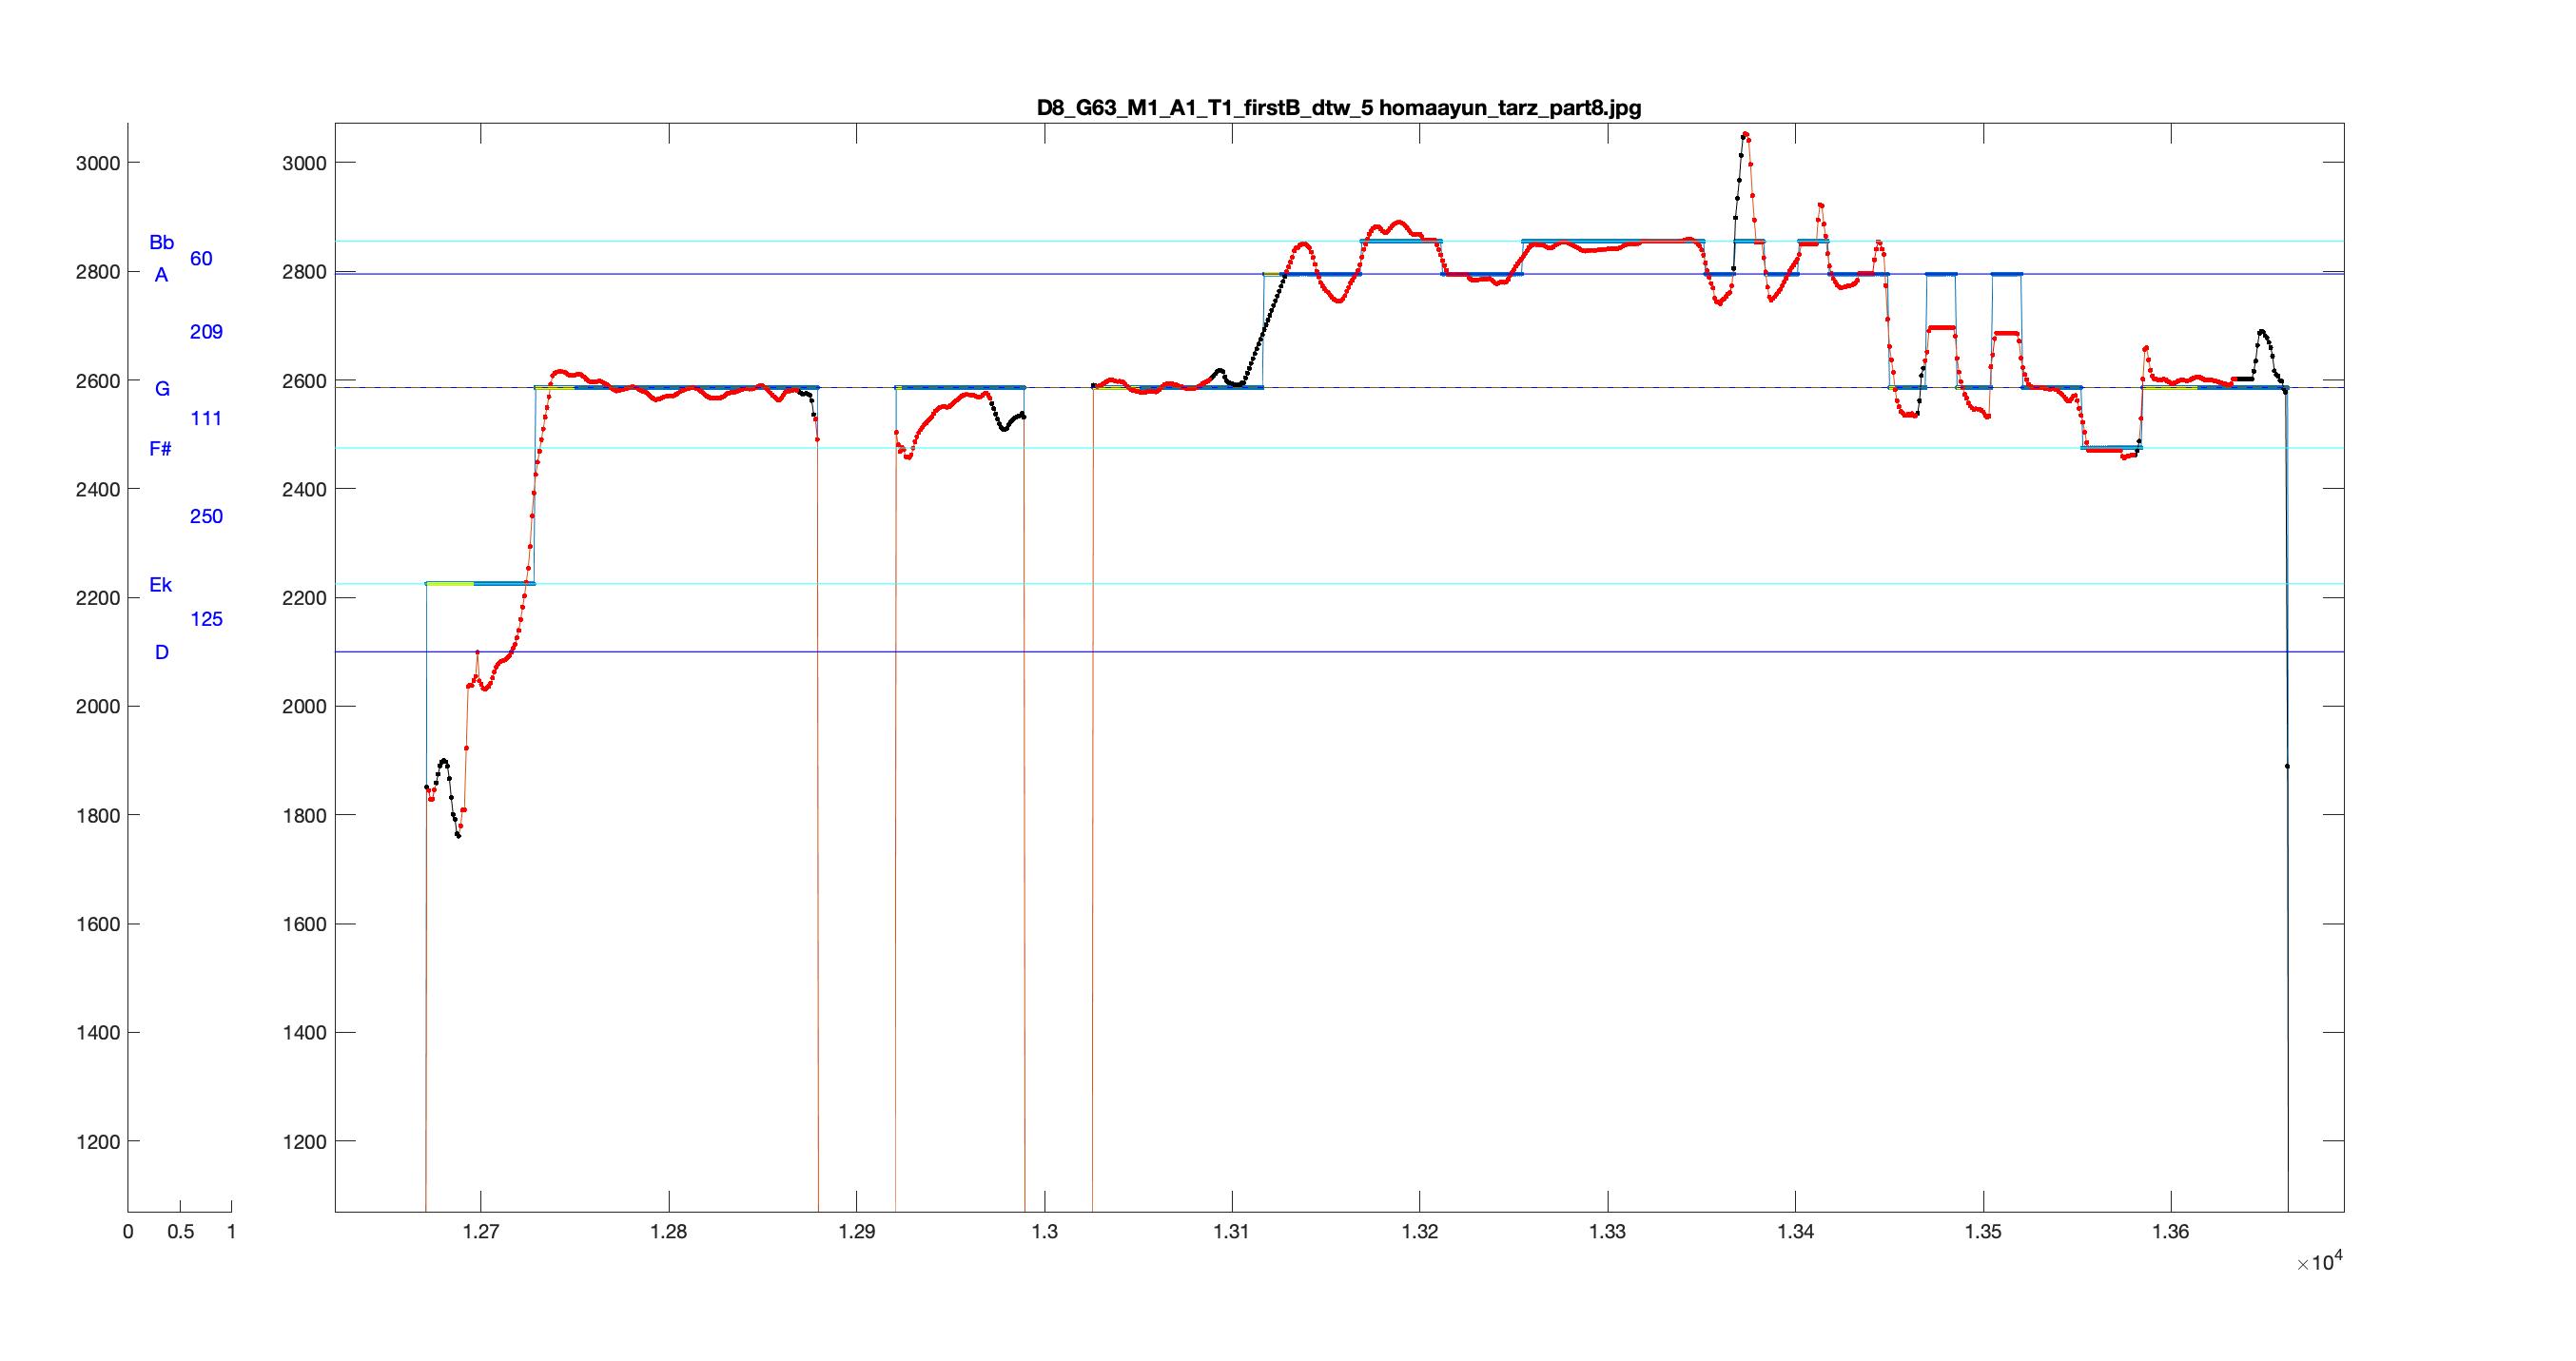 D8_G63_M1_A1_T1_firstB_dtw_5 homaayun_tarz_part8.jpg
3000 3000
Bb
60
2800 A 2800
209
2600 G 2600
111
F#
2400 2400
250
Ek
2200 2200
125
D
2000 2000
1800 1800
1600 1600
1400 1400
1200 1200
0 0.5 1 1.27 1.28 1.29 1.3 1.31 1.32 1.33 1.34 1.35 1.36
×10^4